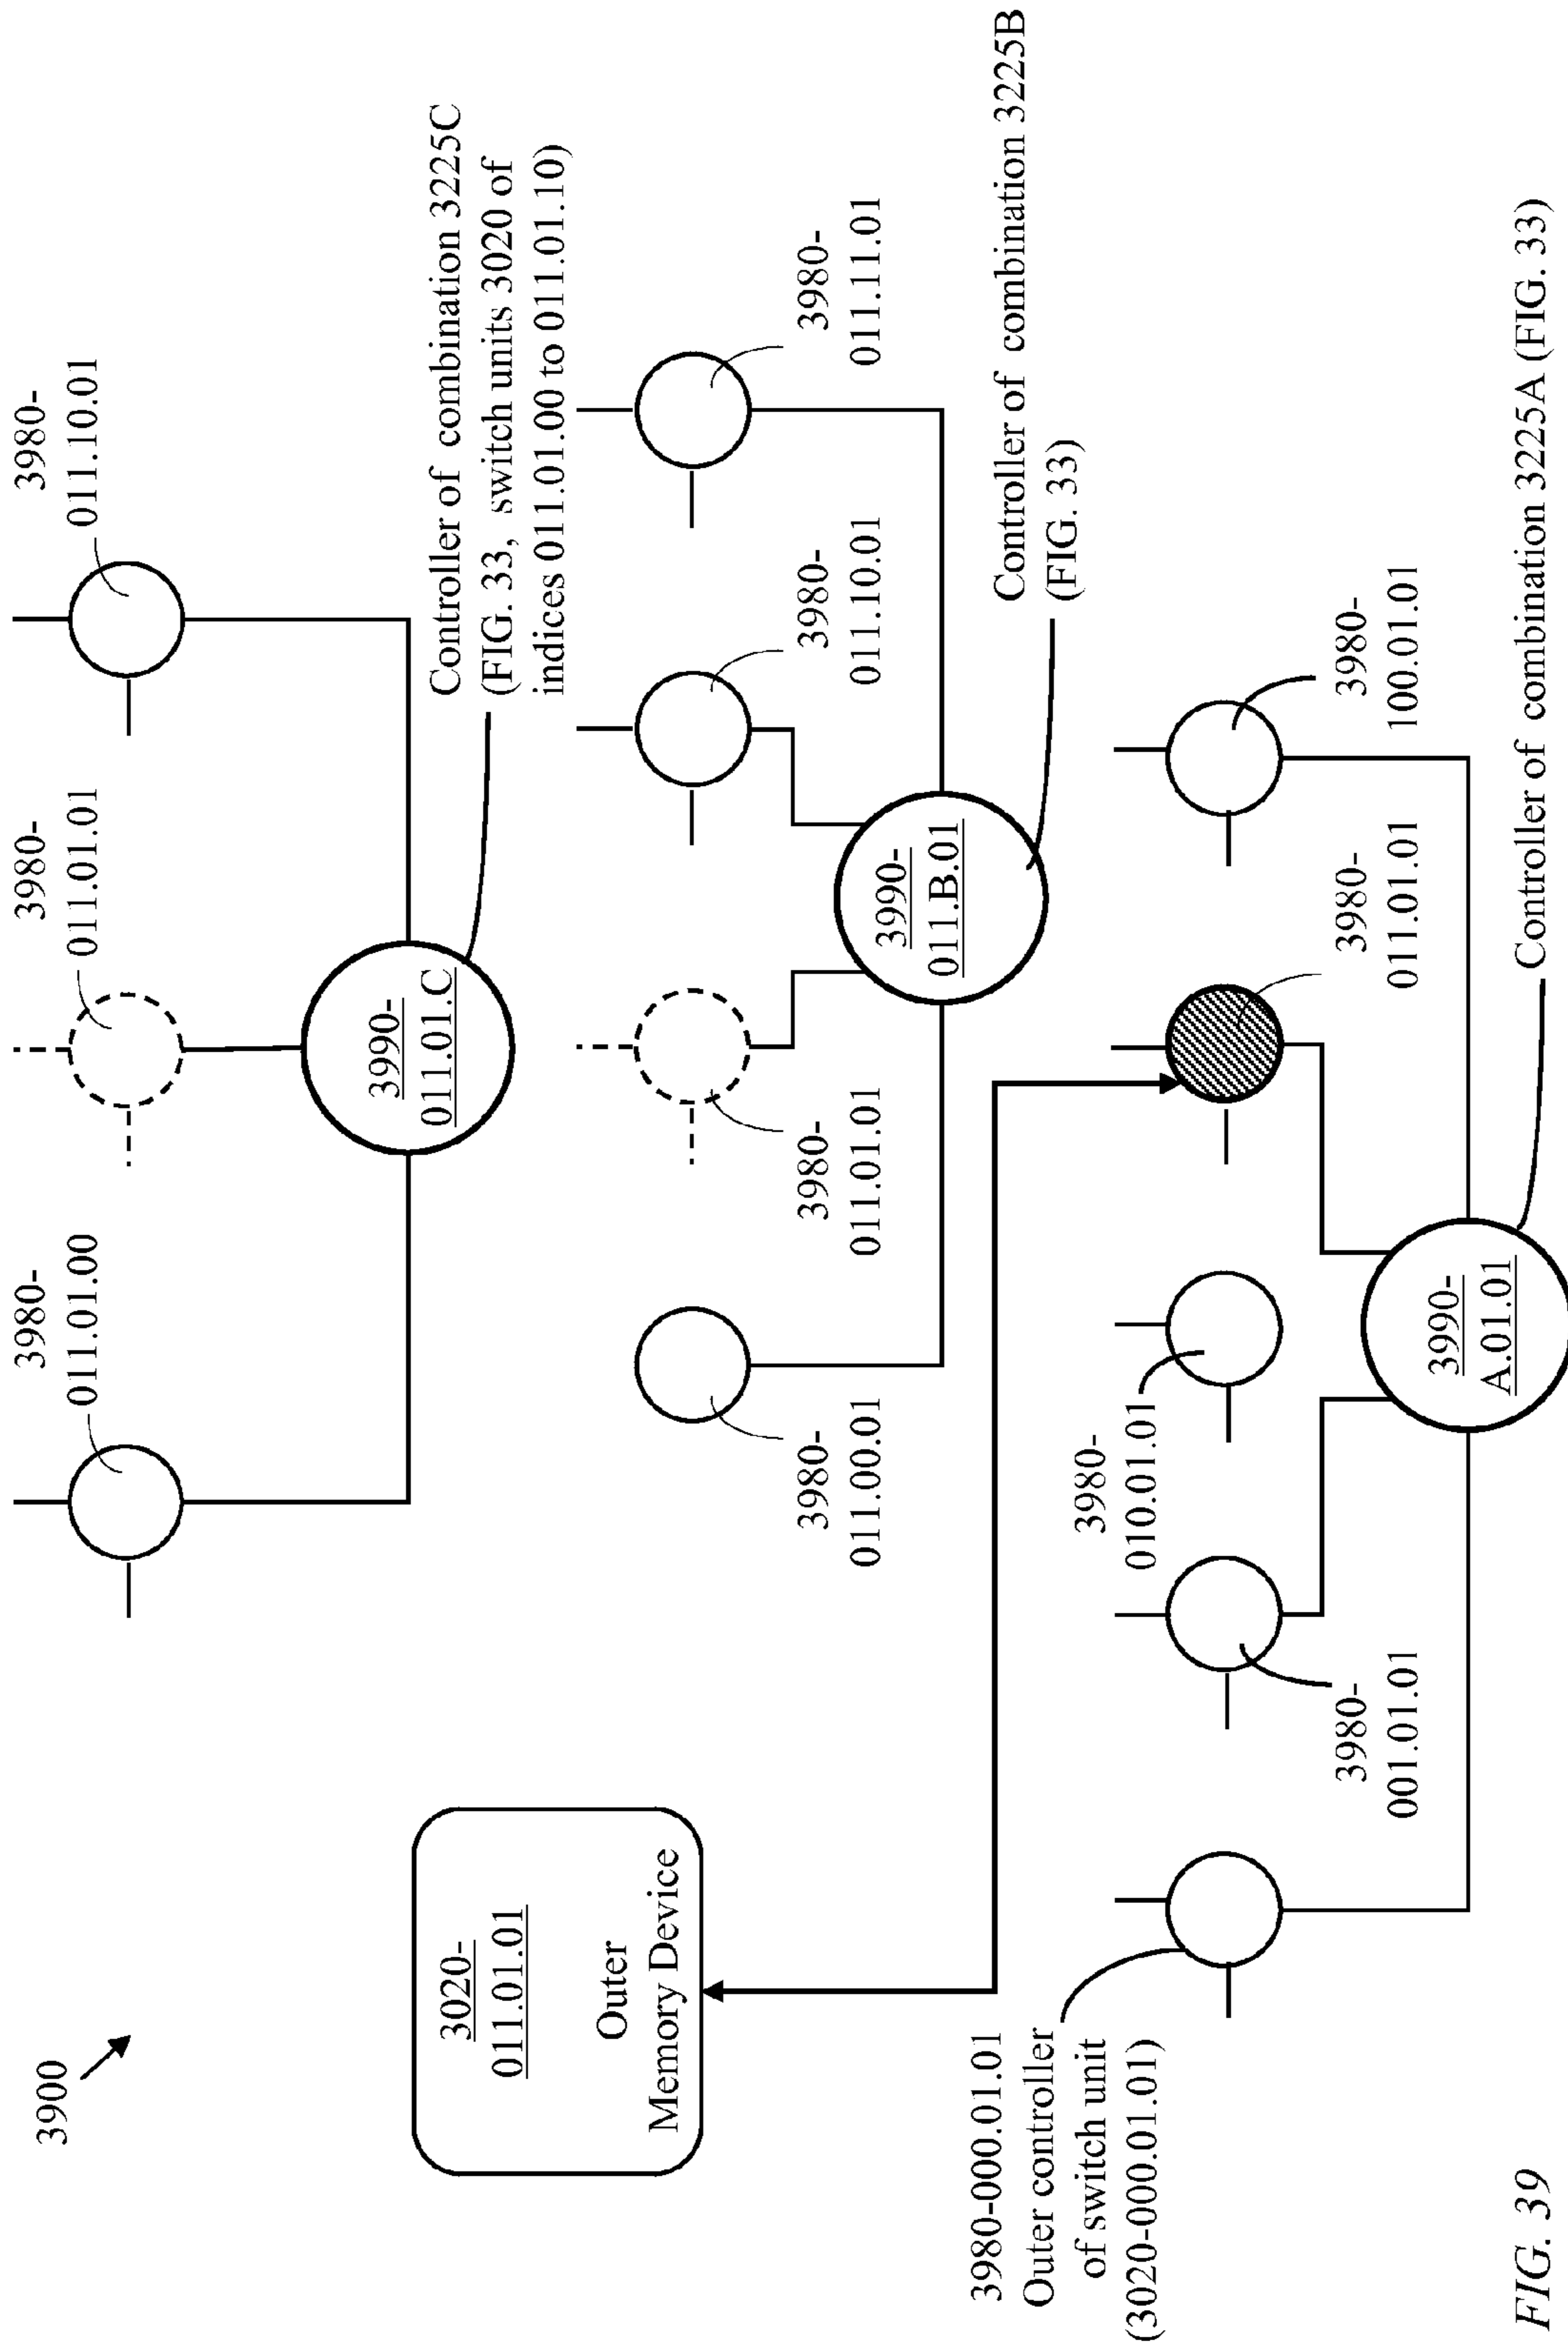 3900
3980-
011.01.00
3980-
011.01.01
3980-
011.10.01
3990-
011.01.C
Controller of combination 3225C
(FIG. 33, switch units 3020 of
indices 011.01.00 to 011.01.10)
3020-
011.01.01
Outer
Memory Device
3980-
011.00.01
3980-
011.01.01
3980-
011.10.01
3980-
011.11.01
3990-
011.B.01
Controller of combination 3225B
(FIG. 33)
3980-000.01.01
Outer controller
of switch unit
(3020-000.01.01)
3980-
001.01.01
3980-
010.01.01
3980-
011.01.01
3980-
100.01.01
3990-
A.01.01
Controller of combination 3225A (FIG. 33)
FIG. 39